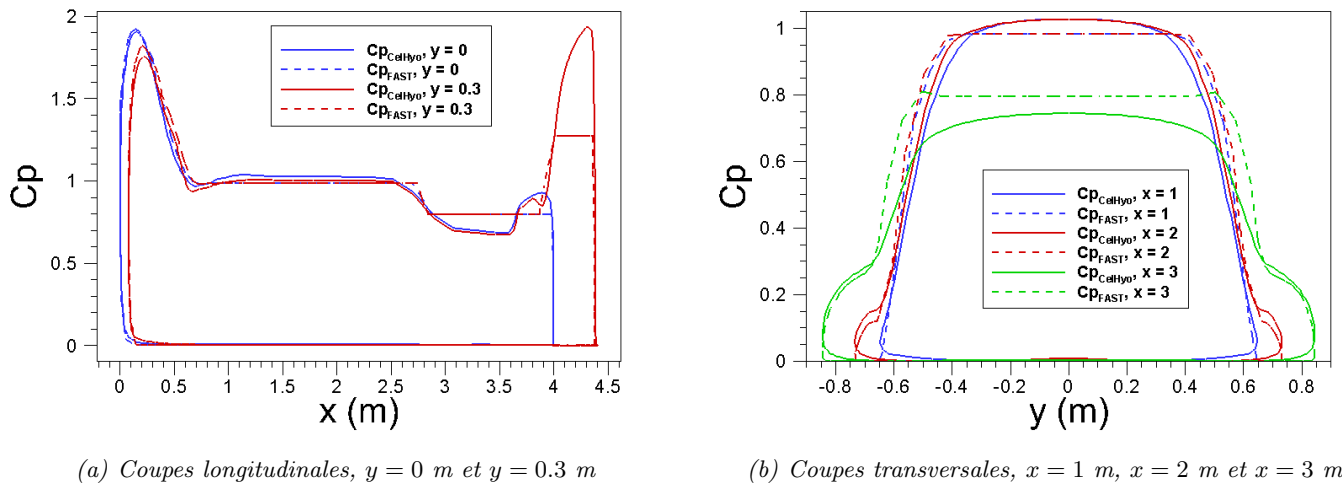 2
1.5
1
0.5
0
Cp
Cp_CelHyo, y = 0
Cp_FAST, y = 0
Cp_CelHyo, y = 0.3
Cp_FAST, y = 0.3
0 0.5 1 1.5 2 2.5 3 3.5 4 4.5
x (m)
(a) Coupes longitudinales, y = 0 m et y = 0.3 m
1
0.8
0.6
0.4
0.2
0
Cp
Cp_CelHyo, x = 1
Cp_FAST, x = 1
Cp_CelHyo, x = 2
Cp_FAST, x = 2
Cp_CelHyo, x = 3
Cp_FAST, x = 3
-0.8 -0.6 -0.4 -0.2 0 0.2 0.4 0.6 0.8
y (m)
(b) Coupes transversales, x = 1 m, x = 2 m et x = 3 m